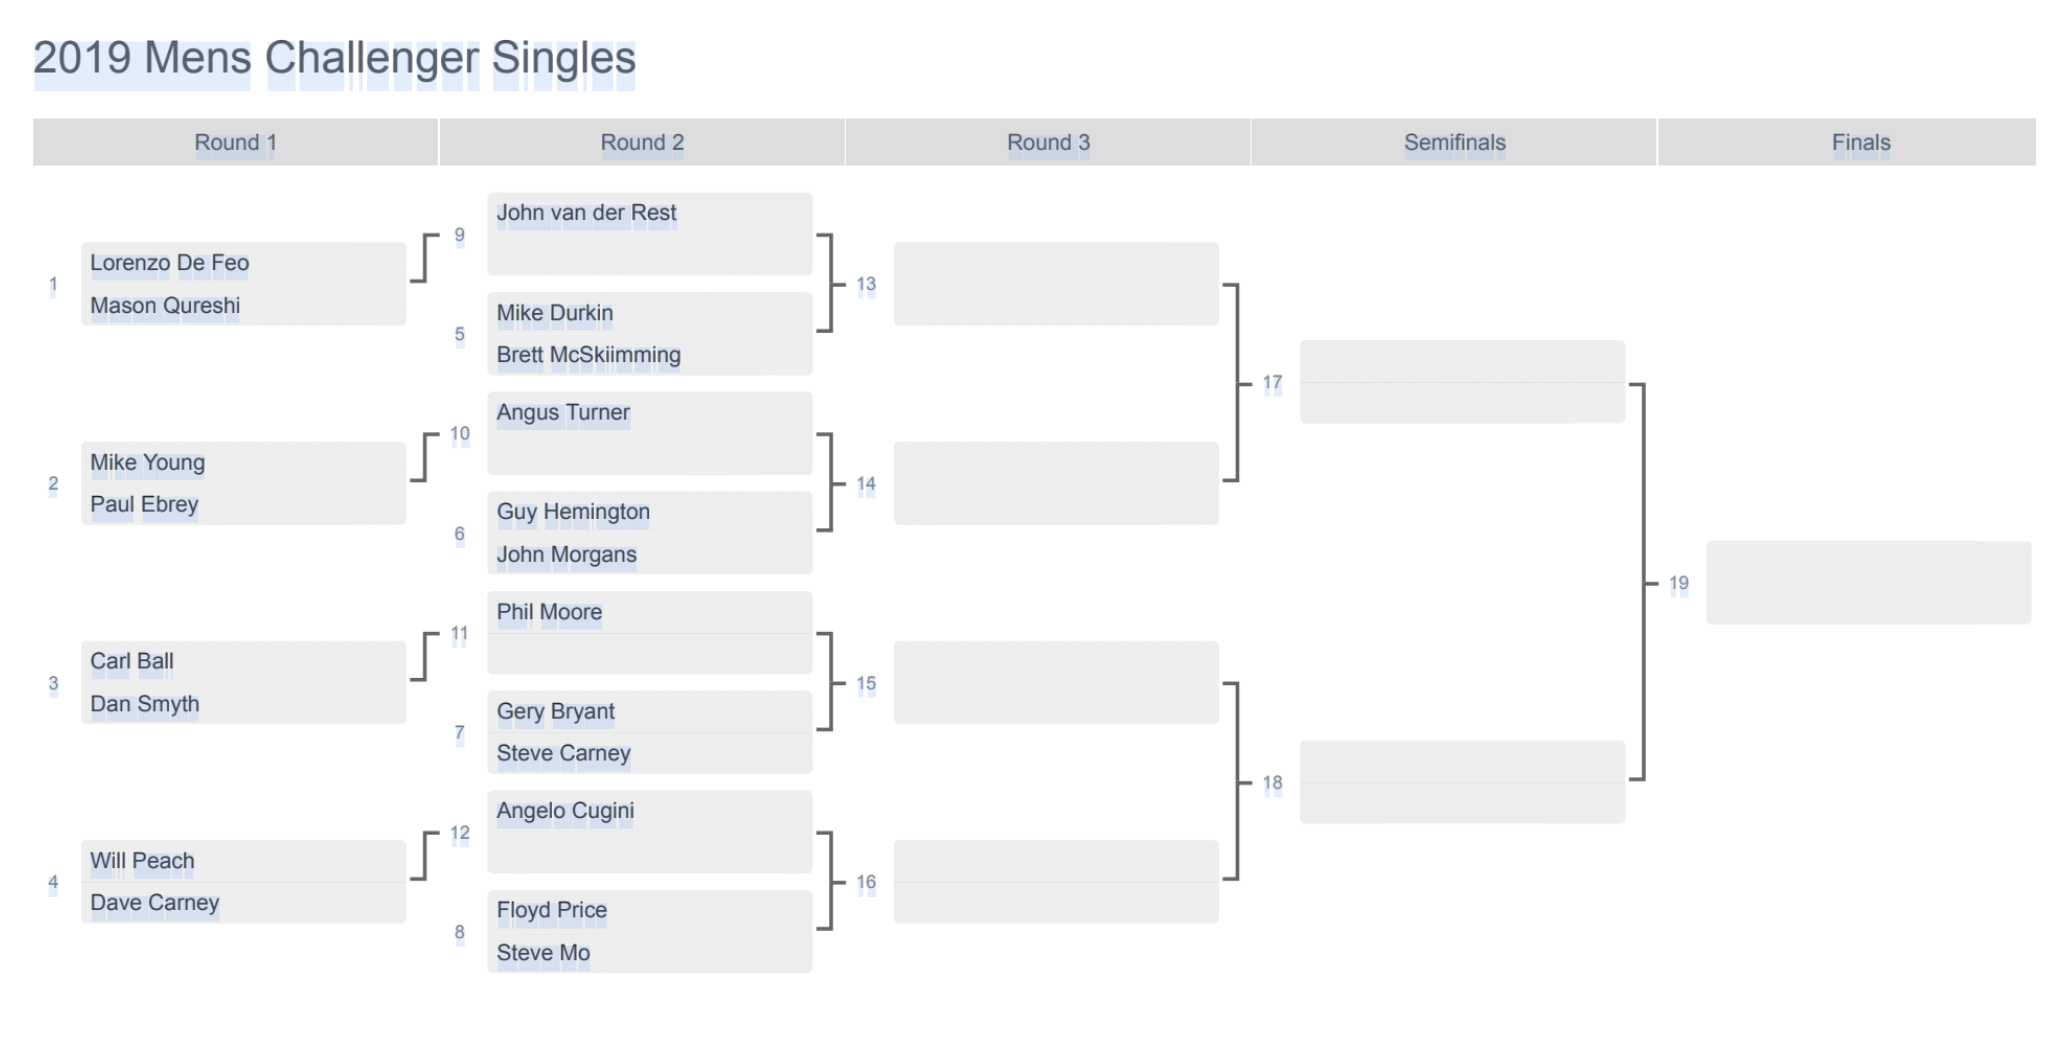 2019 Mens Challenger Singles
Round 1
Round 2
Round 3
Semifinals
Finals
1
Lorenzo De Feo
Mason Qureshi
2
Mike Young
Paul Ebrey
3
Carl Ball
Dan Smyth
4
Will Peach
Dave Carney
9
John van der Rest
5
Mike Durkin
Brett McSkiimming
10
Angus Turner
6
Guy Hemington
John Morgans
11
Phil Moore
7
Gery Bryant
Steve Carney
12
Angelo Cugini
8
Floyd Price
Steve Mo
13
14
15
16
17
18
19